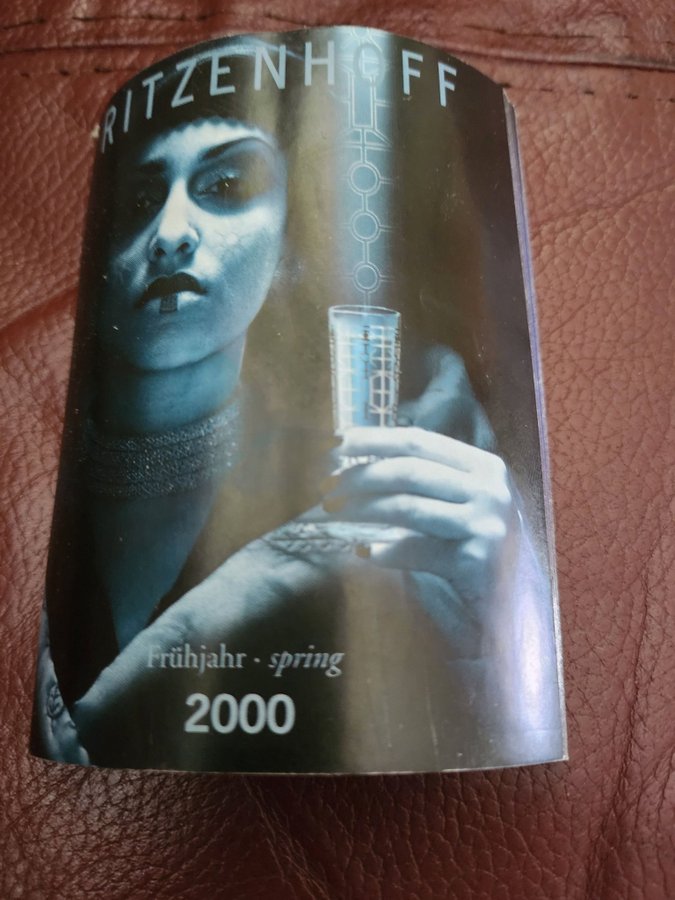 RITZENHOFF
Frühjahr · spring
2000